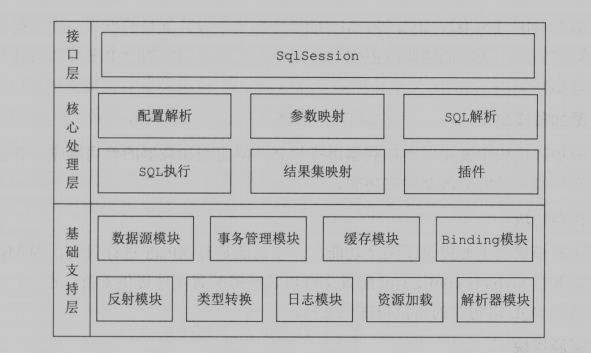 接口层
SqlSession
核心处理层
配置解析
参数映射
SQL解析
SQL执行
结果集映射
插件
基础支持层
数据源模块
事务管理模块
缓存模块
Binding模块
反射模块
类型转换
日志模块
资源加载
解析器模块